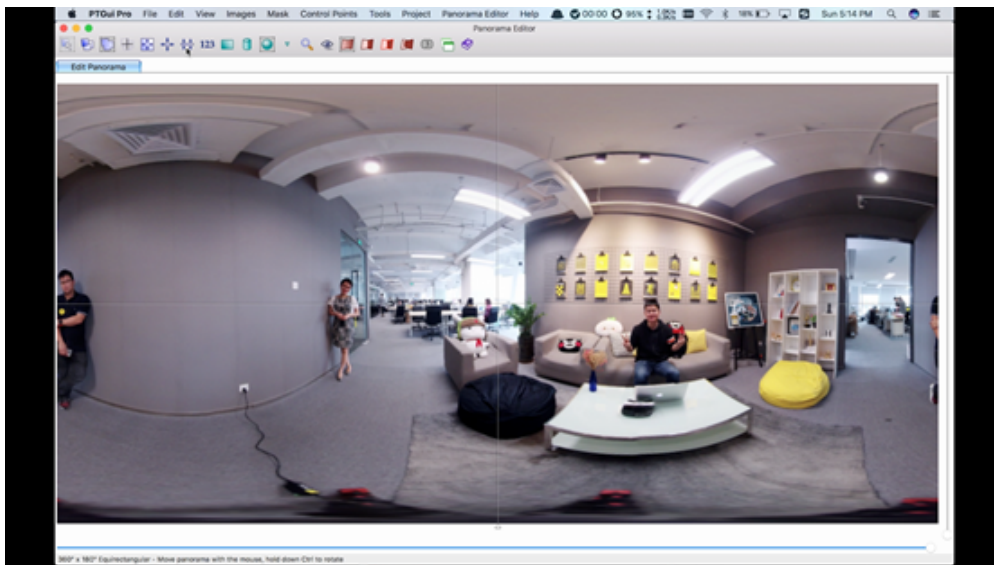 PTGui Pro File Edit View Images Mask Control Points Tools Project Panorama Editor Help 00:00 95% 18% Sun 5:14 PM
Panorama Editor
123
Edit Panorama
360° x 180° Equirectangular - Move panorama with the mouse, hold down Ctrl to rotate